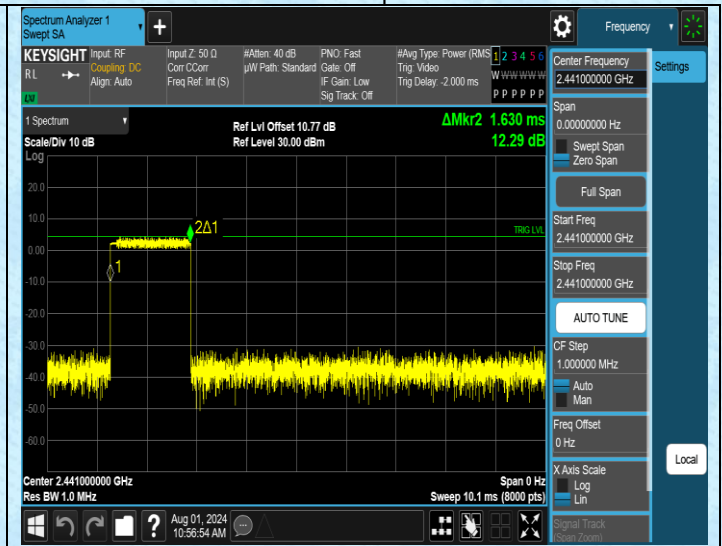 Spectrum Analyzer 1
Swept SA
+
Frequency
KEYSIGHT Input: RF Input Z: 50 Ω #Atten: 40 dB PNO: Fast #Avg Type: Power (RMS 1 2 3 4 5 6
RL Coupling: DC Corr CCorr µW Path: Standard Gate: Off Trig: Video W W W W W W
Align: Auto Freq Ref: Int (S) IF Gain: Low Trig Delay: -2.000 ms
Sig Track: Off P P P P P P
LXI
1 Spectrum
Ref Lvl Offset 10.77 dB ΔMkr2 1.630 ms
Scale/Div 10 dB Ref Level 30.00 dBm 12.29 dB
Log
20.0
10.0
2Δ1
TRIG LVL
0.00
1
-10.0
-20.0
-30.0
-40.0
-50.0
-60.0
Center 2.441000000 GHz Span 0 Hz
Res BW 1.0 MHz Sweep 10.1 ms (8000 pts)
Aug 01, 2024
10:56:54 AM
?
Center Frequency
2.441000000 GHz
Settings
Span
0.00000000 Hz
Swept Span
Zero Span
Full Span
Start Freq
2.441000000 GHz
Stop Freq
2.441000000 GHz
AUTO TUNE
CF Step
1.000000 MHz
Auto
Man
Freq Offset
0 Hz
Local
X Axis Scale
Log
Lin
Signal Track
(Span Zoom)